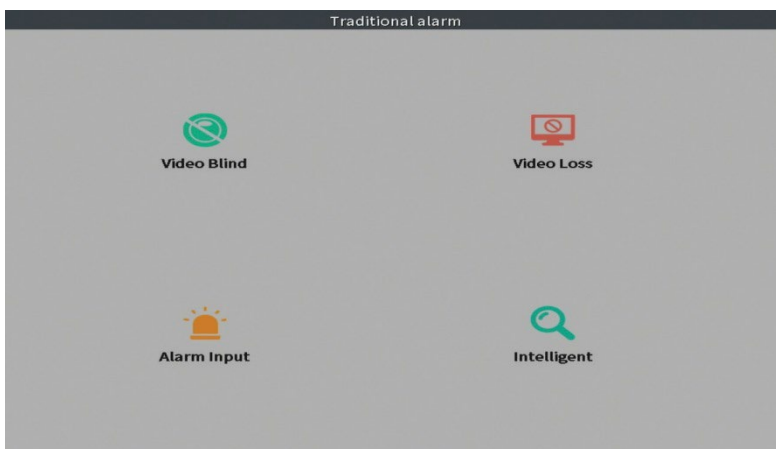 Traditional alarm
Video Blind
Video Loss
Alarm Input
Intelligent